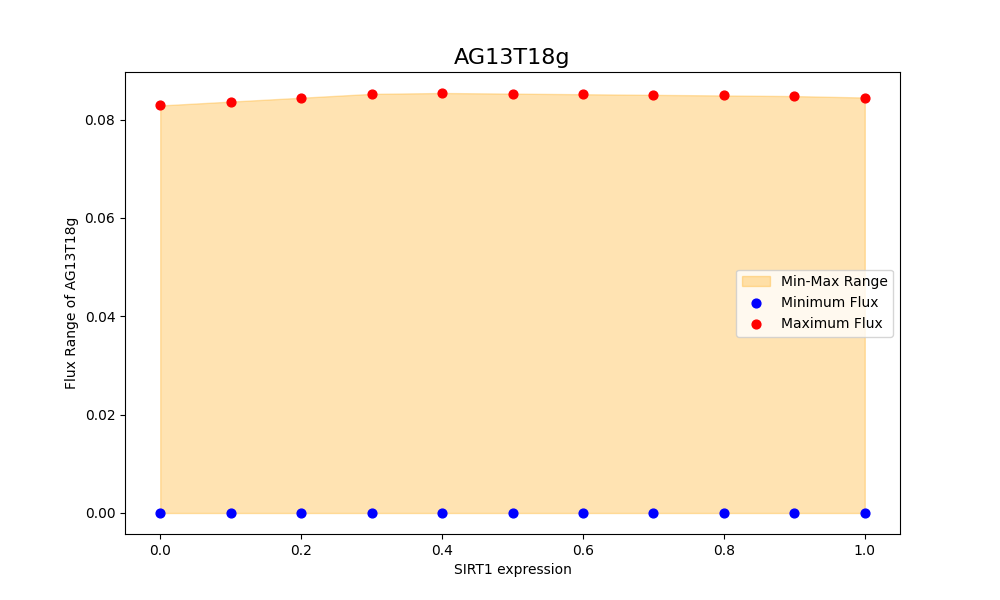 AG13T18g
Flux Range of AG13T18g
0.08
0.06
0.04
0.02
0.00
Min-Max Range
Minimum Flux
Maximum Flux
0.0 0.2 0.4 0.6 0.8 1.0
SIRT1 expression